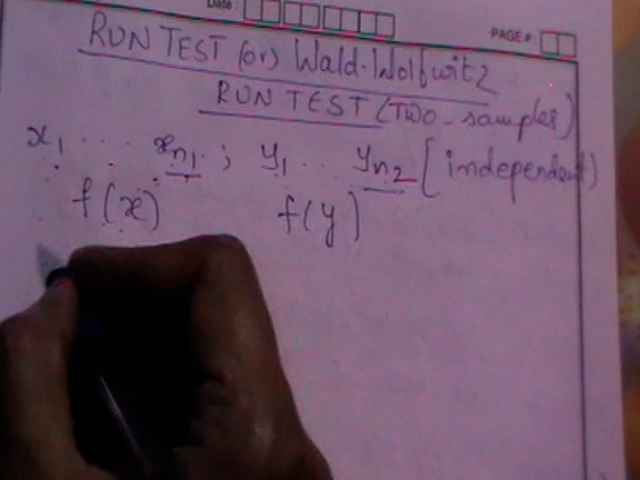 Date:
PAGE #:
RUN TEST (or) Wald-Wolfwitz
RUN TEST (TWO-samples)
x₁ ... xₙ₁ ; y₁ ... yₙ₂ [independent)
f(x) f(y)